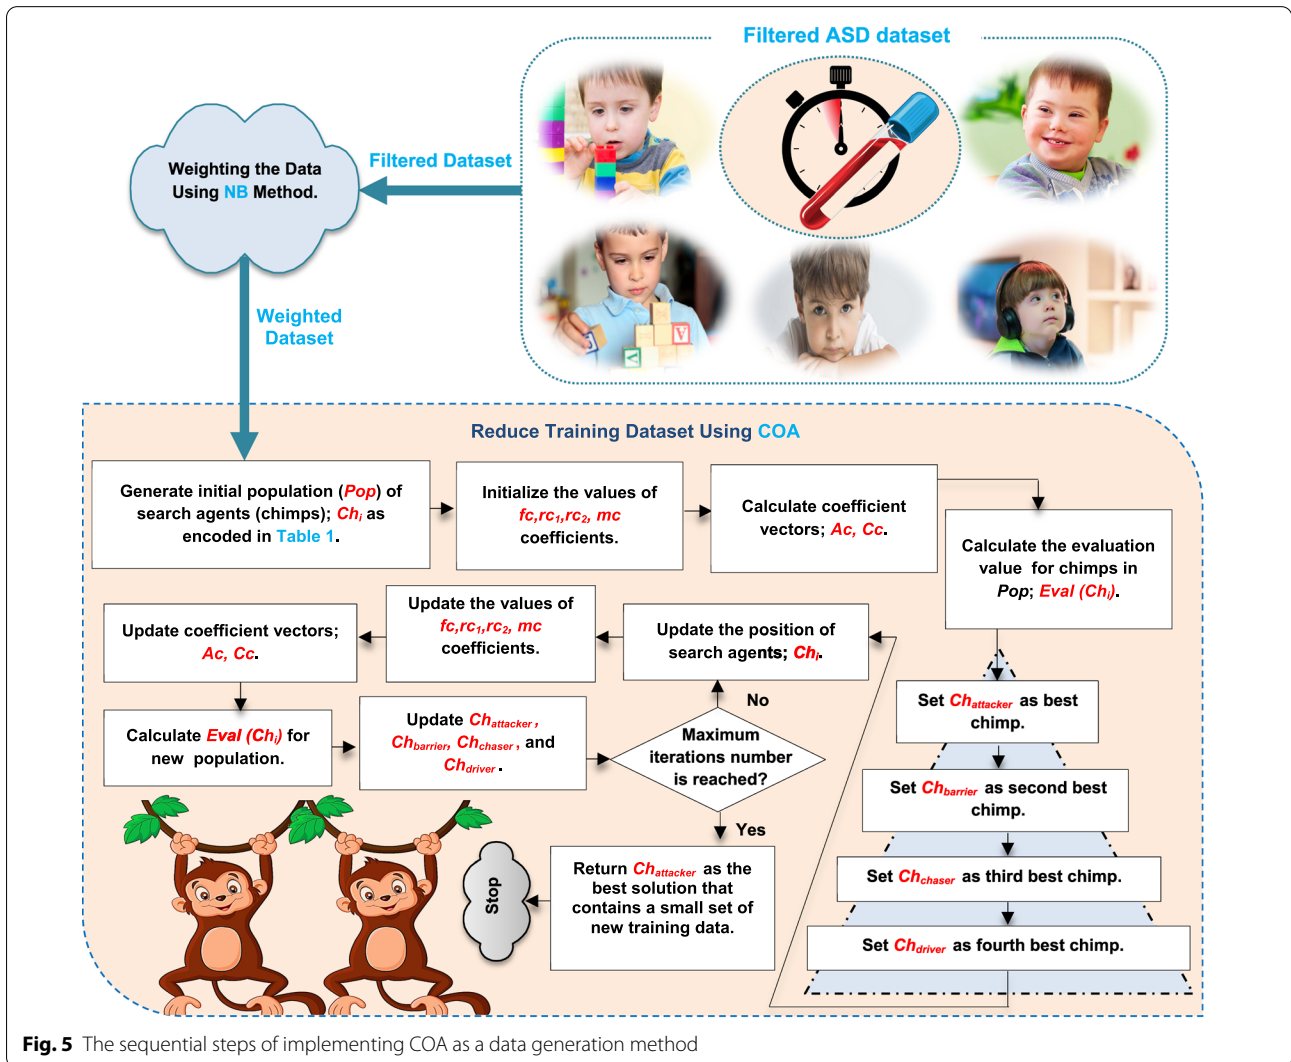 Filtered ASD dataset
Weighting the Data
Using NB Method.
Filtered Dataset
Weighted
Dataset
Reduce Training Dataset Using COA
Generate initial population (Pop) of
search agents (chimps); Chi as
encoded in Table 1.
Initialize the values of
fc,rc1,rc2, mc
coefficients.
Calculate coefficient
vectors; Ac, Cc.
Calculate the evaluation
value for chimps in
Pop; Eval (Chi).
Set Chattacker as best
chimp.
Set Chbarrier as second best
chimp.
Set Chchaser as third best chimp.
Set Chdriver as fourth best chimp.
Update the position of
search agents; Chi.
Update the values of
fc,rc1,rc2, mc
coefficients.
Update coefficient vectors;
Ac, Cc.
Calculate Eval (Chi) for
new population.
Update Chattacker ,
Chbarrier, Chchaser , and
Chdriver .
Maximum
iterations number
is reached?
No
Yes
Return Chattacker as the
best solution that
contains a small set of
new training data.
Stop
Fig. 5 The sequential steps of implementing COA as a data generation method